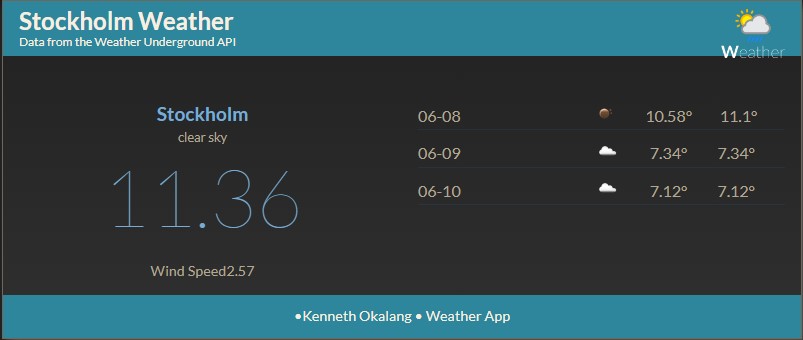 Stockholm Weather
Data from the Weather Underground API
Weather
Stockholm
clear sky
11.36
Wind Speed2.57
06-08 10.58° 11.1°
06-09 7.34° 7.34°
06-10 7.12° 7.12°
•Kenneth Okalang • Weather App